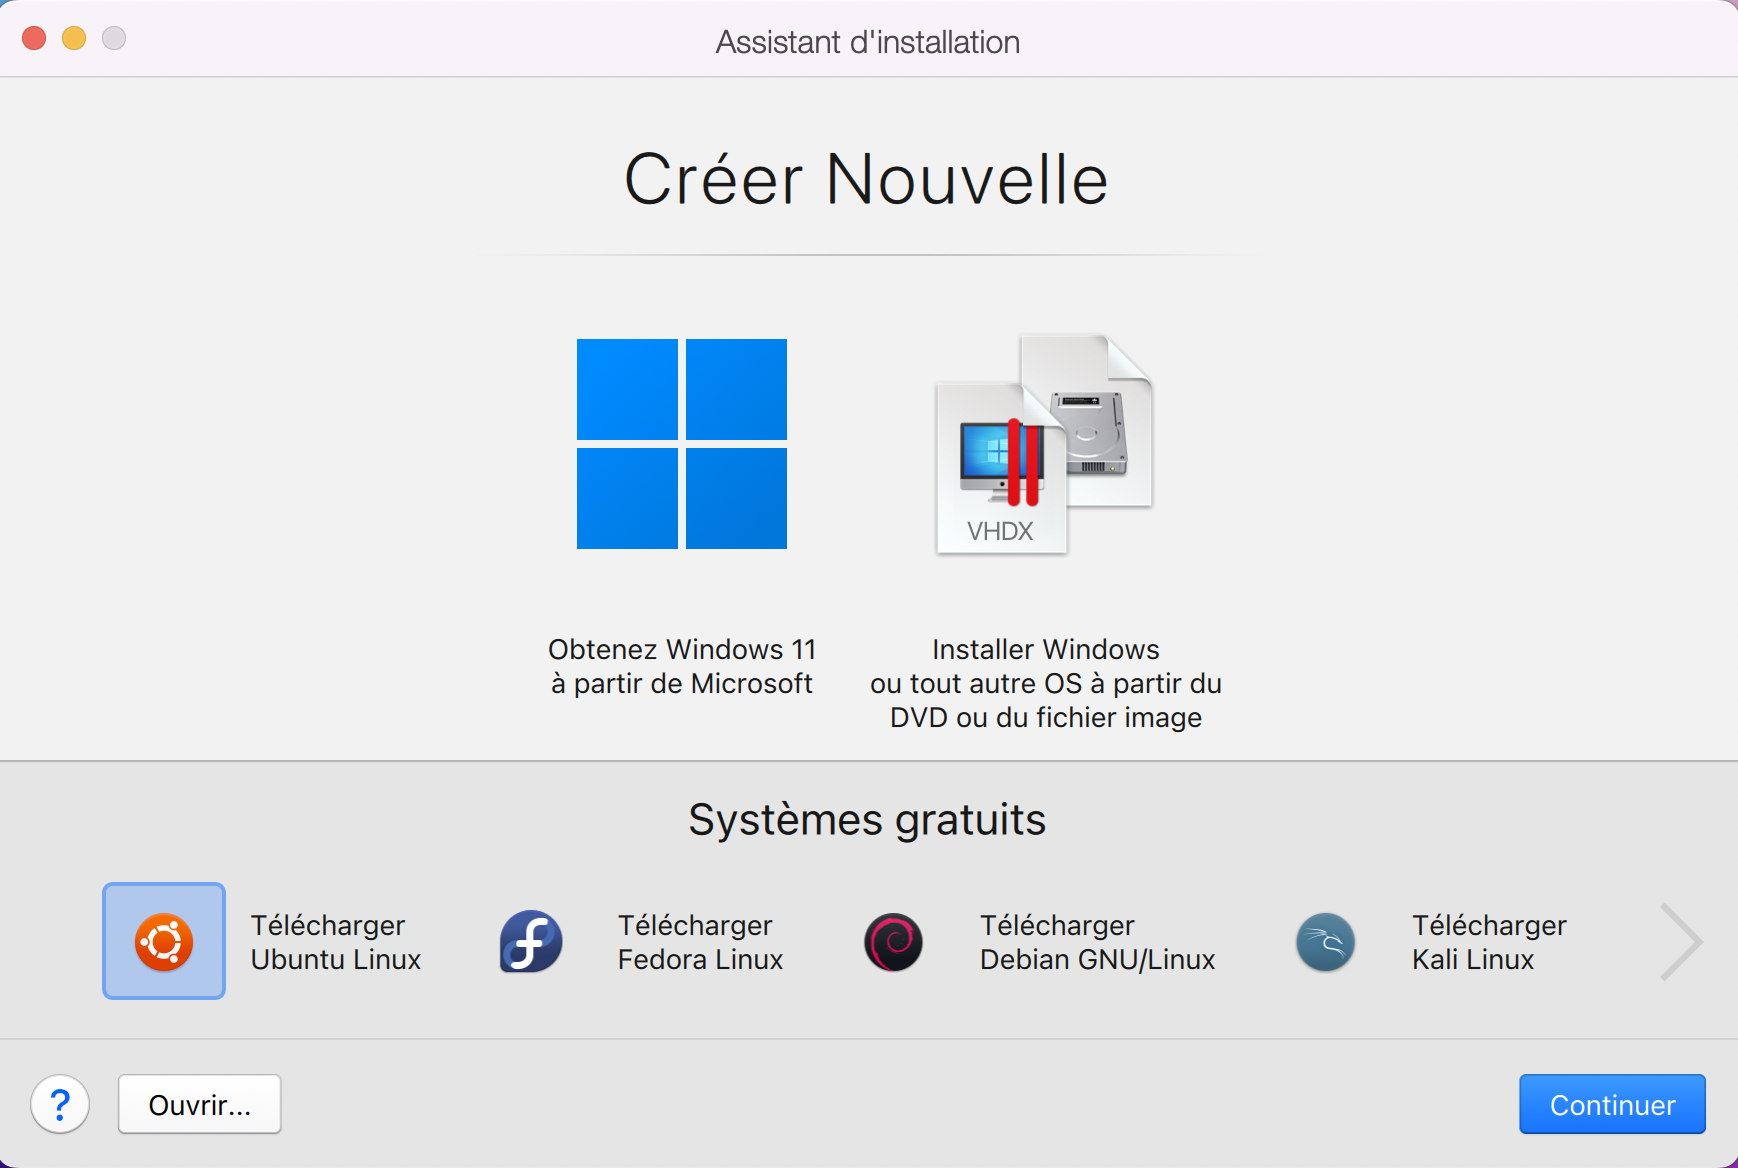 Assistant d'installation
Créer Nouvelle
VHDX
Obtenez Windows 11
à partir de Microsoft
Installer Windows
ou tout autre OS à partir du
DVD ou du fichier image
Systèmes gratuits
Télécharger
Ubuntu Linux
Télécharger
Fedora Linux
Télécharger
Debian GNU/Linux
Télécharger
Kali Linux
?
Ouvrir...
Continuer